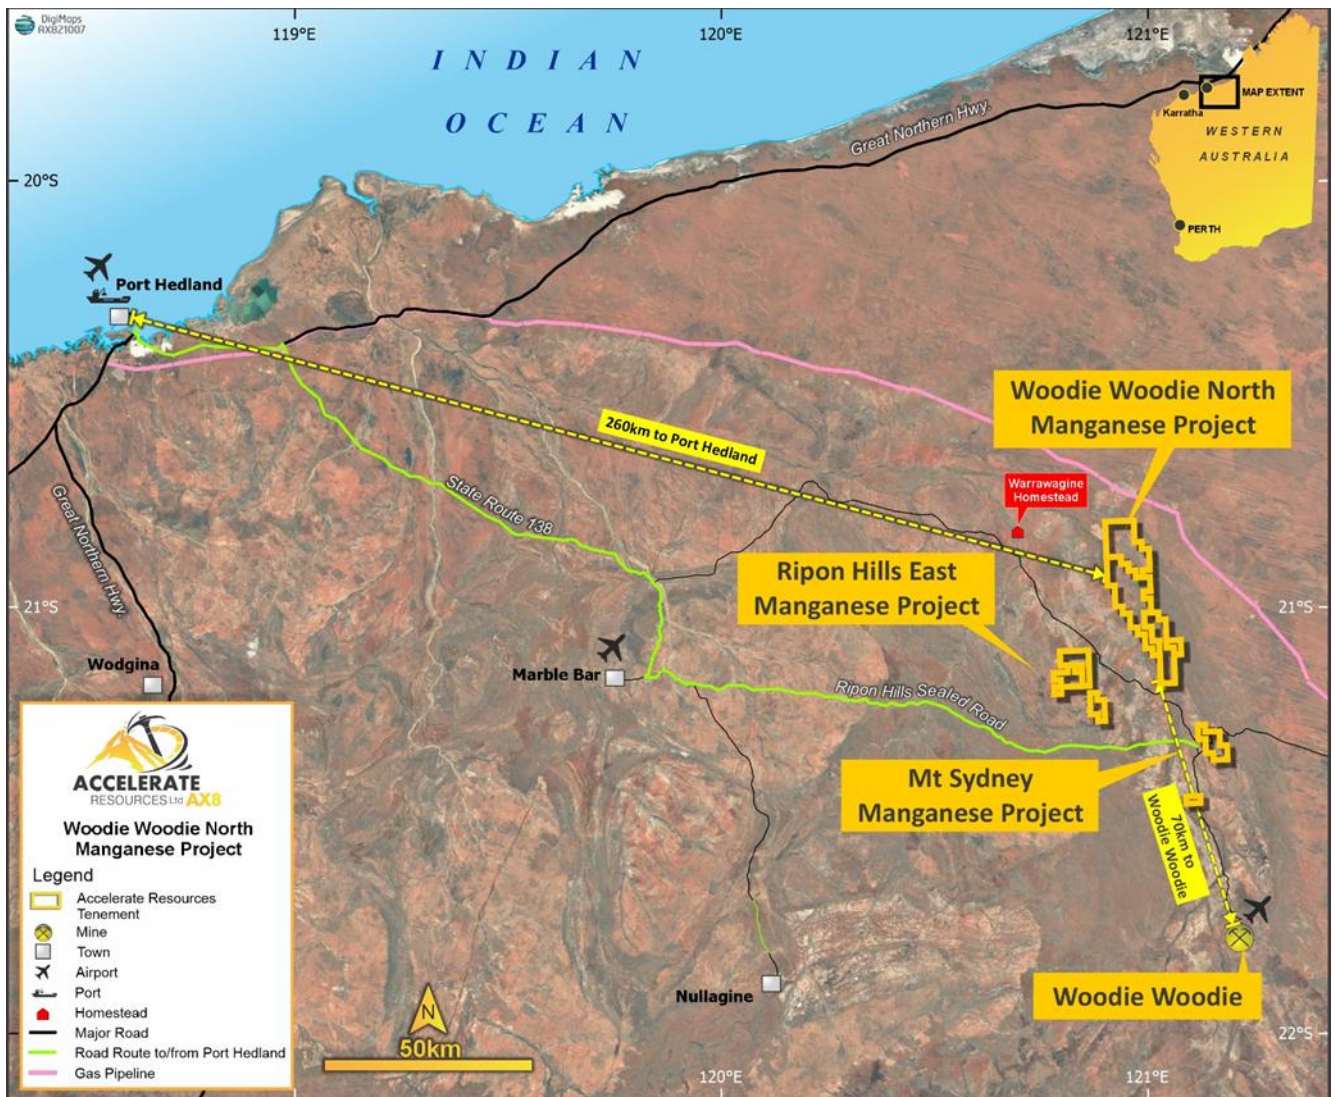 DigiMaps
AX821007
119°E
120°E
121°E
INDIAN
OCEAN
Great Northern Hwy.
MAP EXTENT
Karratha
WESTERN
AUSTRALIA
PERTH
20°S
Port Hedland
260km to Port Hedland
Woodie Woodie North
Manganese Project
Warrawagine
Homestead
State Route 138
Great Northern Hwy.
Ripon Hills East
Manganese Project
21°S
21°S
Wodgina
Marble Bar
Ripon Hills Sealed Road
Mt Sydney
Manganese Project
70km to
Woodie Woodie
Nullagine
Woodie Woodie
22°S
N
50km
120°E
121°E
ACCELERATE
RESOURCES Ltd AX8
Woodie Woodie North
Manganese Project
Legend
Accelerate Resources
Tenement
Mine
Town
Airport
Port
Homestead
Major Road
Road Route to/from Port Hedland
Gas Pipeline